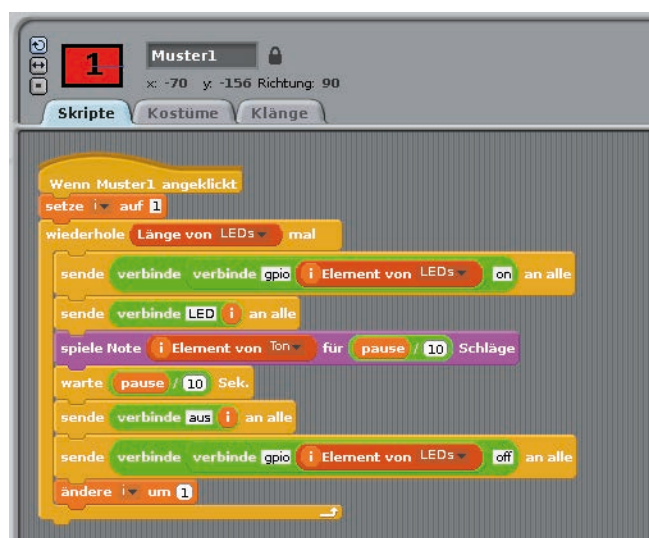 1
Muster1
x: -70 y: -156 Richtung: 90
Skripte Kostüme Klänge
Wenn Muster1 angeklickt
setze i auf 1
wiederhole Länge von LEDs mal
sende verbinde verbinde gpio i Element von LEDs on an alle
sende verbinde LED i an alle
spiele Note i Element von Ton für pause / 10 Schläge
warte pause / 10 Sek.
sende verbinde aus i an alle
sende verbinde verbinde gpio i Element von LEDs off an alle
ändere i um 1